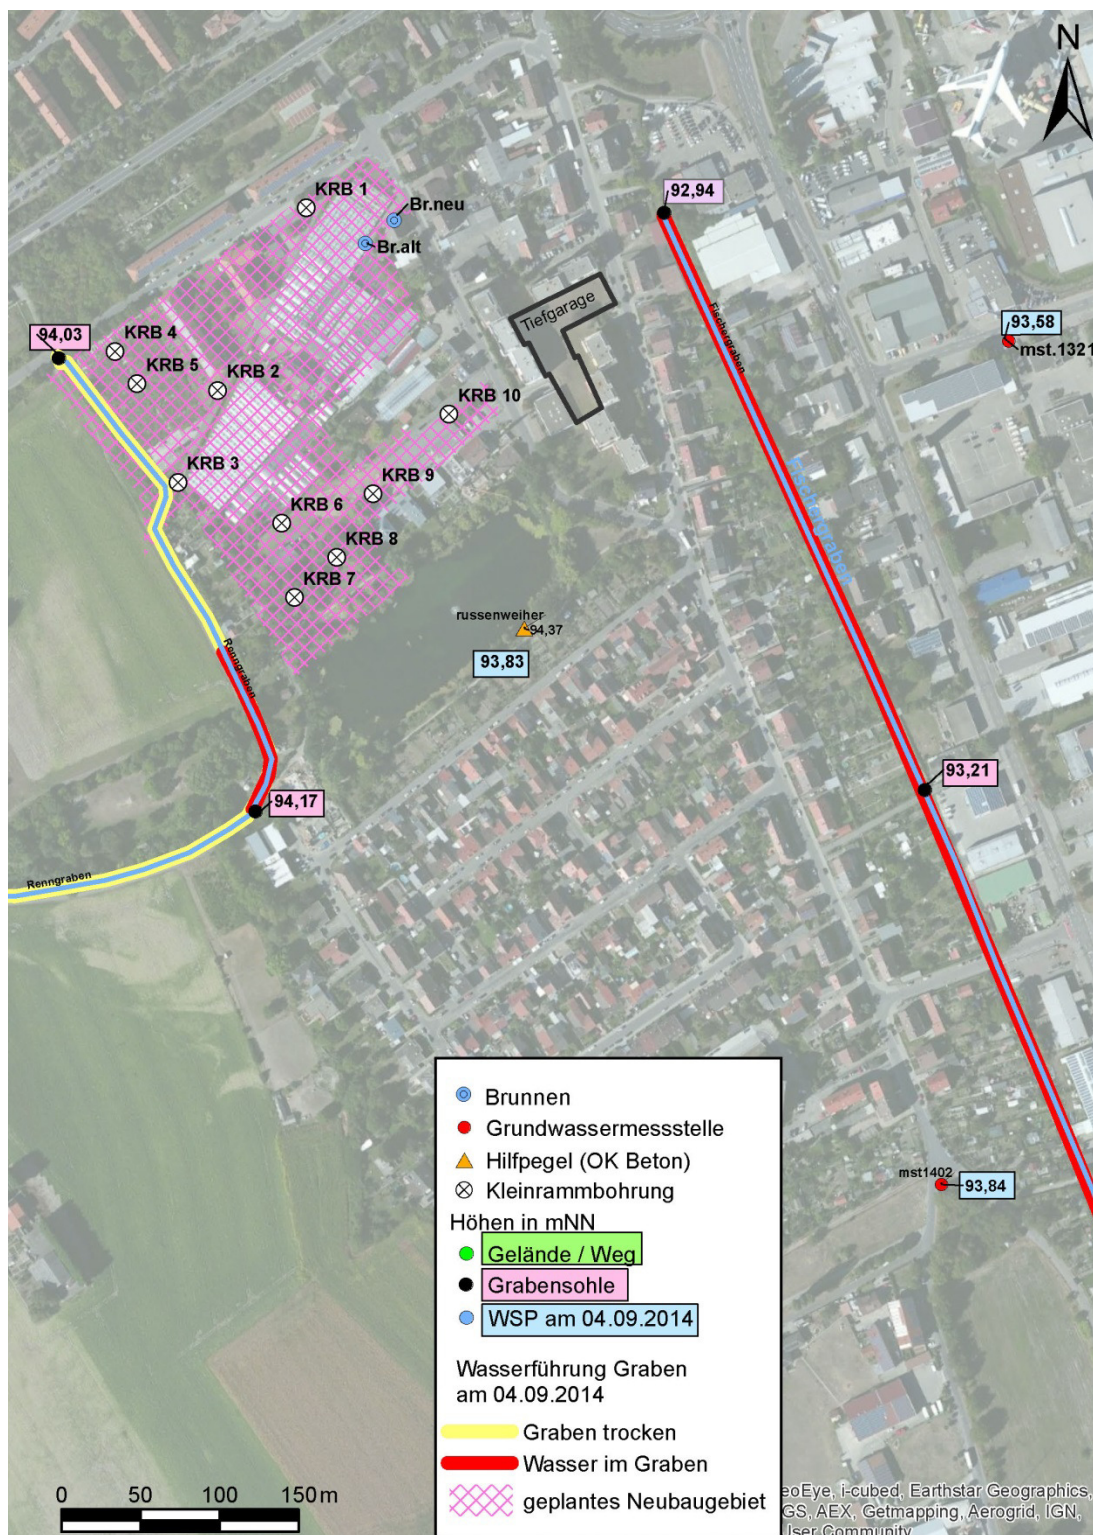 N
KRB 1
Br.neu
Br.alt
92,94
Tiefgarage
Fischergraben
93,58
mst.1321
94,03
KRB 4
KRB 5
KRB 2
KRB 10
KRB 3
KRB 9
KRB 6
KRB 8
KRB 7
Fischergraben
russenweiher
94,37
93,83
Renngraben
93,21
94,17
Renngraben
mst1402
93,84
Brunnen
Grundwassermessstelle
Hilfpegel (OK Beton)
Kleinrammbohrung
Höhen in mNN
Gelände / Weg
Grabensohle
WSP am 04.09.2014
Wasserführung Graben
am 04.09.2014
Graben trocken
Wasser im Graben
geplantes Neubaugebiet
0 50 100 150 m
eoEye, i-cubed, Earthstar Geographics,
GS, AEX, Getmapping, Aerogrid, IGN,
User Community